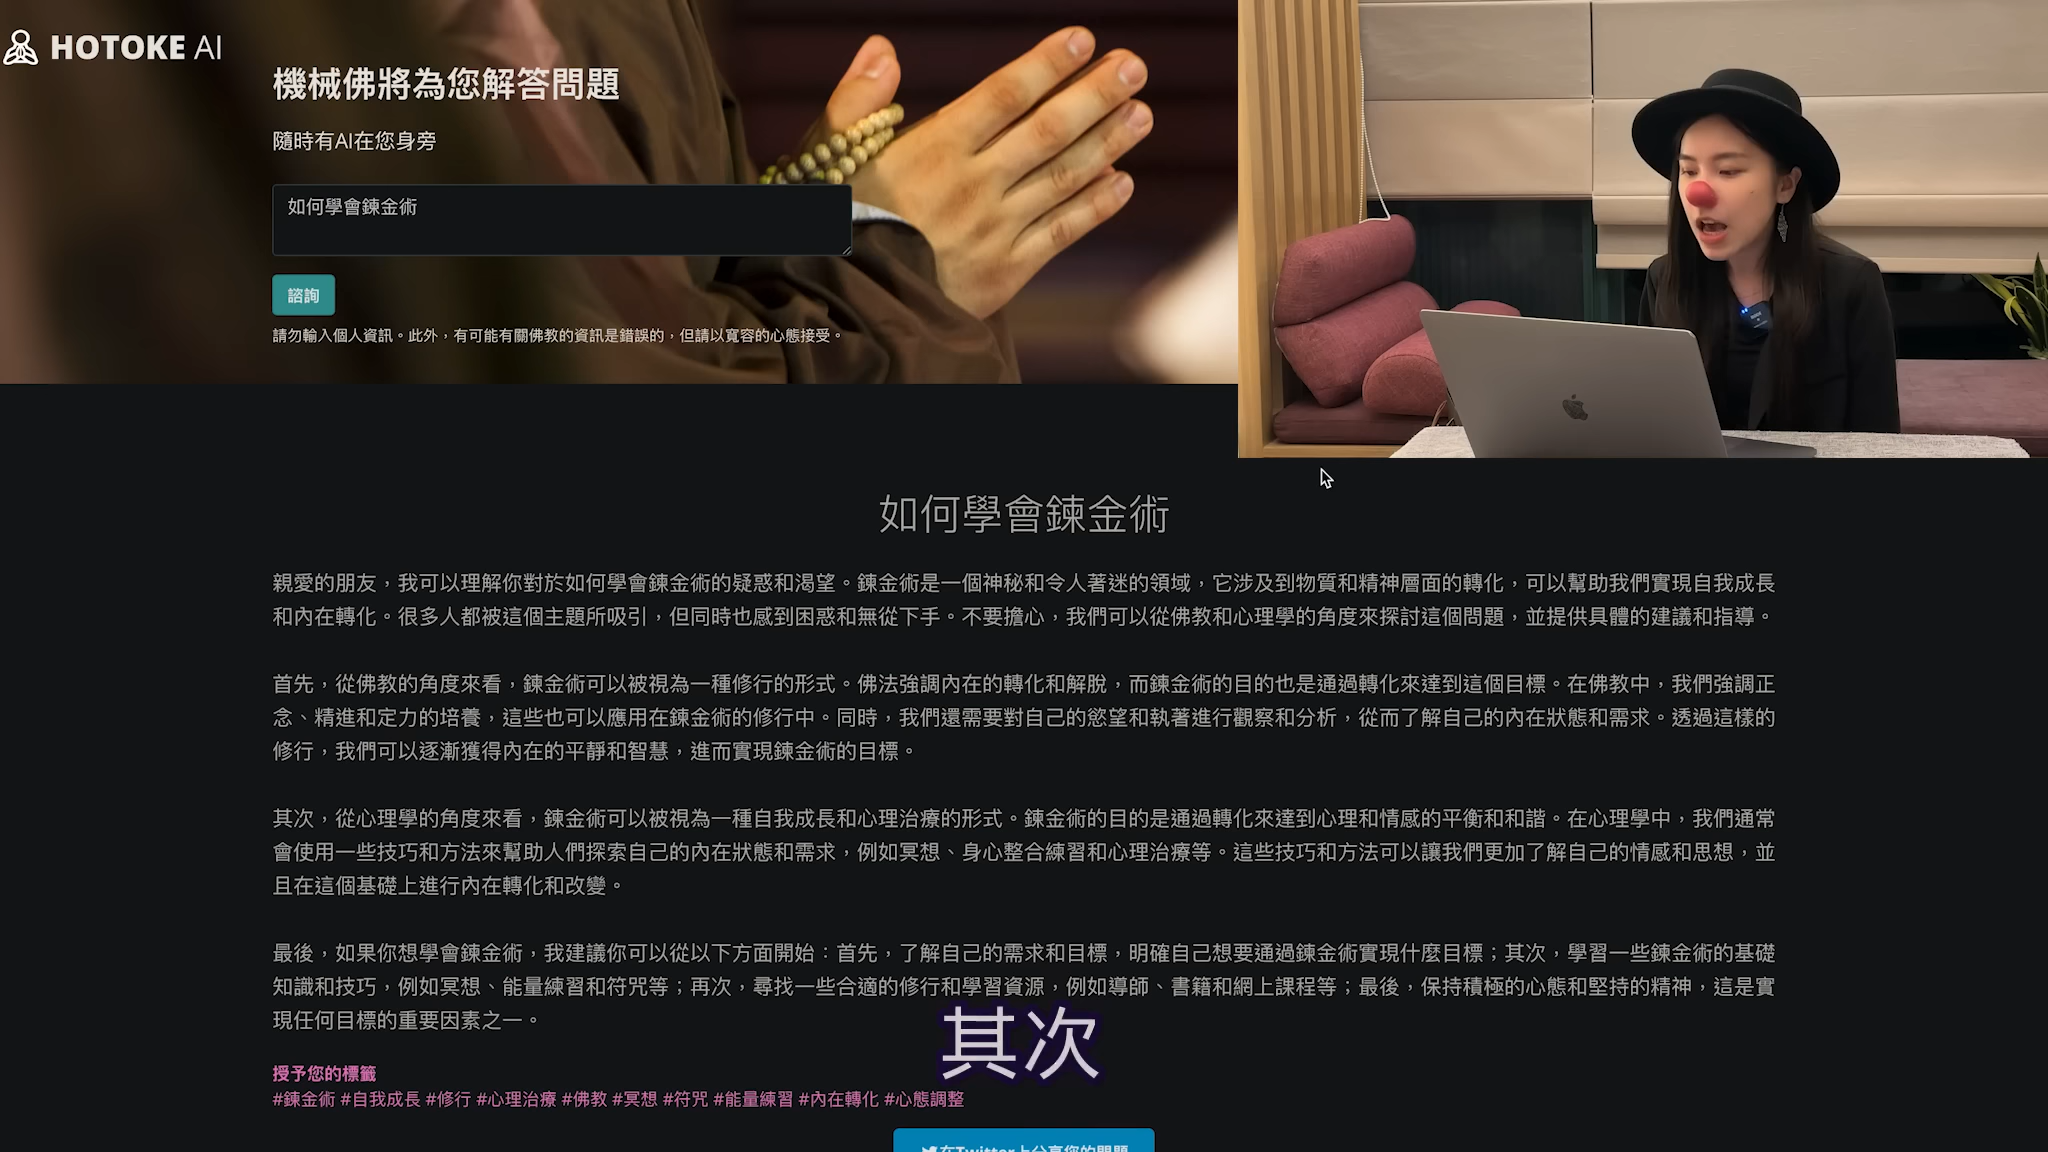 HOTOKE AI
機械佛將為您解答問題
隨時有AI在您身旁
如何學會鍊金術
諮詢
請勿輸入個人資訊。此外，有可能有關佛教的資訊是錯誤的，但請以寬容的心態接受。
如何學會鍊金術
親愛的朋友，我可以理解你對於如何學會鍊金術的疑惑和渴望。鍊金術是一個神秘和令人著迷的領域，它涉及到物質和精神層面的轉化，可以幫助我們實現自我成長
和內在轉化。很多人都被這個主題所吸引，但同時也感到困惑和無從下手。不要擔心，我們可以從佛教和心理學的角度來探討這個問題，並提供具體的建議和指導。
首先，從佛教的角度來看，鍊金術可以被視為一種修行的形式。佛法強調內在的轉化和解脫，而鍊金術的目的也是通過轉化來達到這個目標。在佛教中，我們強調正
念、精進和定力的培養，這些也可以應用在鍊金術的修行中。同時，我們還需要對自己的慾望和執著進行觀察和分析，從而了解自己的內在狀態和需求。透過這樣的
修行，我們可以逐漸獲得內在的平靜和智慧，進而實現鍊金術的目標。
其次，從心理學的角度來看，鍊金術可以被視為一種自我成長和心理治療的形式。鍊金術的目的是通過轉化來達到心理和情感的平衡和和諧。在心理學中，我們通常
會使用一些技巧和方法來幫助人們探索自己的內在狀態和需求，例如冥想、身心整合練習和心理治療等。這些技巧和方法可以讓我們更加了解自己的情感和思想，並
且在這個基礎上進行內在轉化和改變。
最後，如果你想學會鍊金術，我建議你可以從以下方面開始：首先，了解自己的需求和目標，明確自己想要通過鍊金術實現什麼目標；其次，學習一些鍊金術的基礎
知識和技巧，例如冥想、能量練習和符咒等；再次，尋找一些合適的修行和學習資源，例如導師、書籍和網上課程等；最後，保持積極的心態和堅持的精神，這是實
現任何目標的重要因素之一。
其次
授予您的標籤
#鍊金術 #自我成長 #修行 #心理治療 #佛教 #冥想 #符咒 #能量練習 #內在轉化 #心態調整
在Twitter上分享您的問題